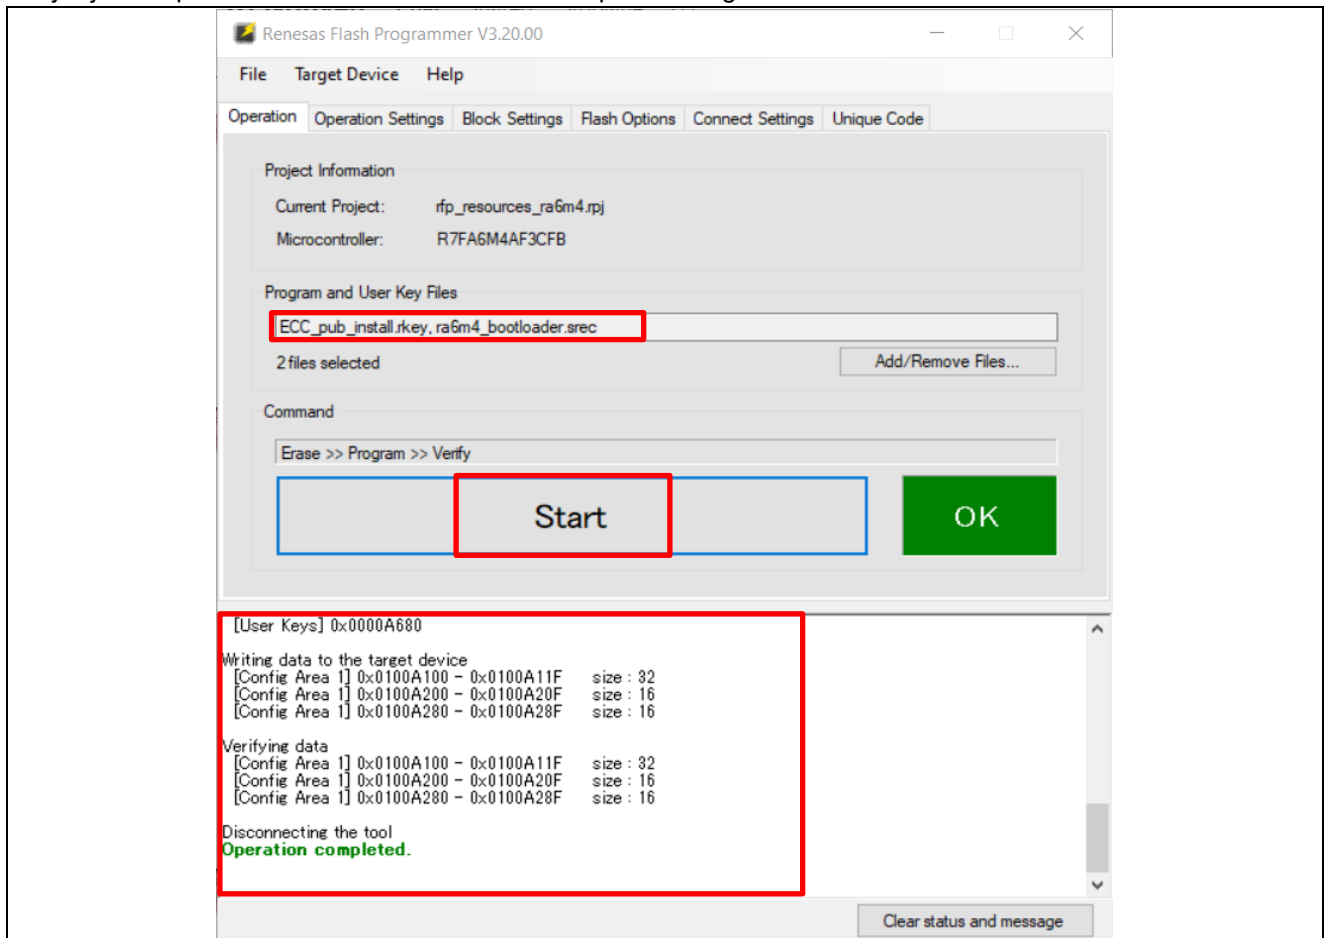 Renesas Flash Programmer V3.20.00
File Target Device Help
Operation Operation Settings Block Settings Flash Options Connect Settings Unique Code
Project Information
Current Project: rfp_resources_ra6m4.rpj
Microcontroller: R7FA6M4AF3CFB
Program and User Key Files
ECC_pub_install.rkey, ra6m4_bootloader.srec
2 files selected Add/Remove Files...
Command
Erase >> Program >> Verify
Start OK
[User Keys] 0x0000A680
Writing data to the target device
[Config Area 1] 0x0100A100 - 0x0100A11F size : 32
[Config Area 1] 0x0100A200 - 0x0100A20F size : 16
[Config Area 1] 0x0100A280 - 0x0100A28F size : 16
Verifying data
[Config Area 1] 0x0100A100 - 0x0100A11F size : 32
[Config Area 1] 0x0100A200 - 0x0100A20F size : 16
[Config Area 1] 0x0100A280 - 0x0100A28F size : 16
Disconnecting the tool
Operation completed.
Clear status and message